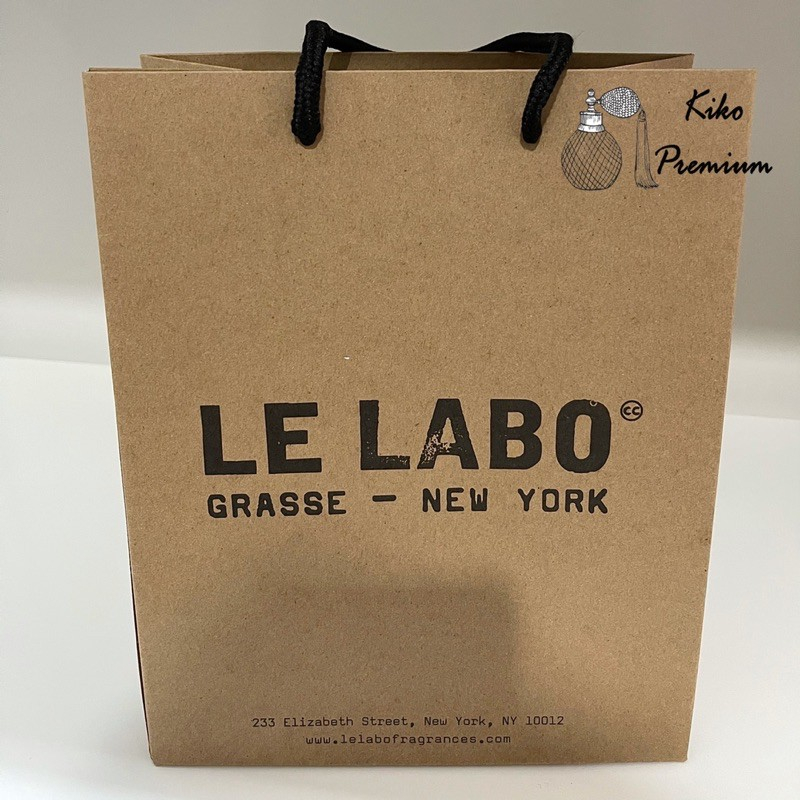 Kiko
Premium
LE LABO
GRASSE — NEW YORK
233 Elizabeth Street, New York, NY 10012
www.lelabofragrances.com